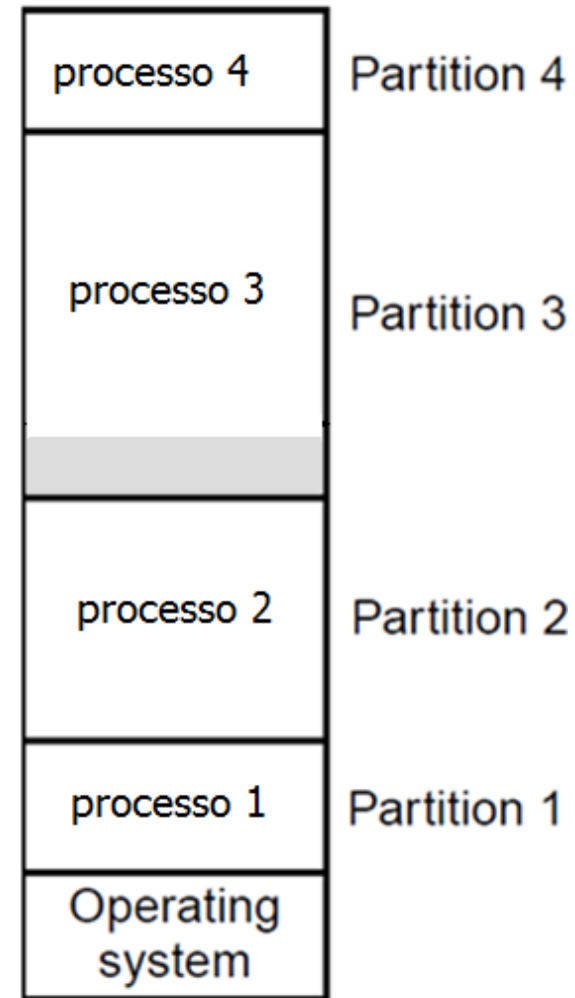 processo 4 Partition 4
processo 3 Partition 3
processo 2 Partition 2
processo 1 Partition 1
Operating
system